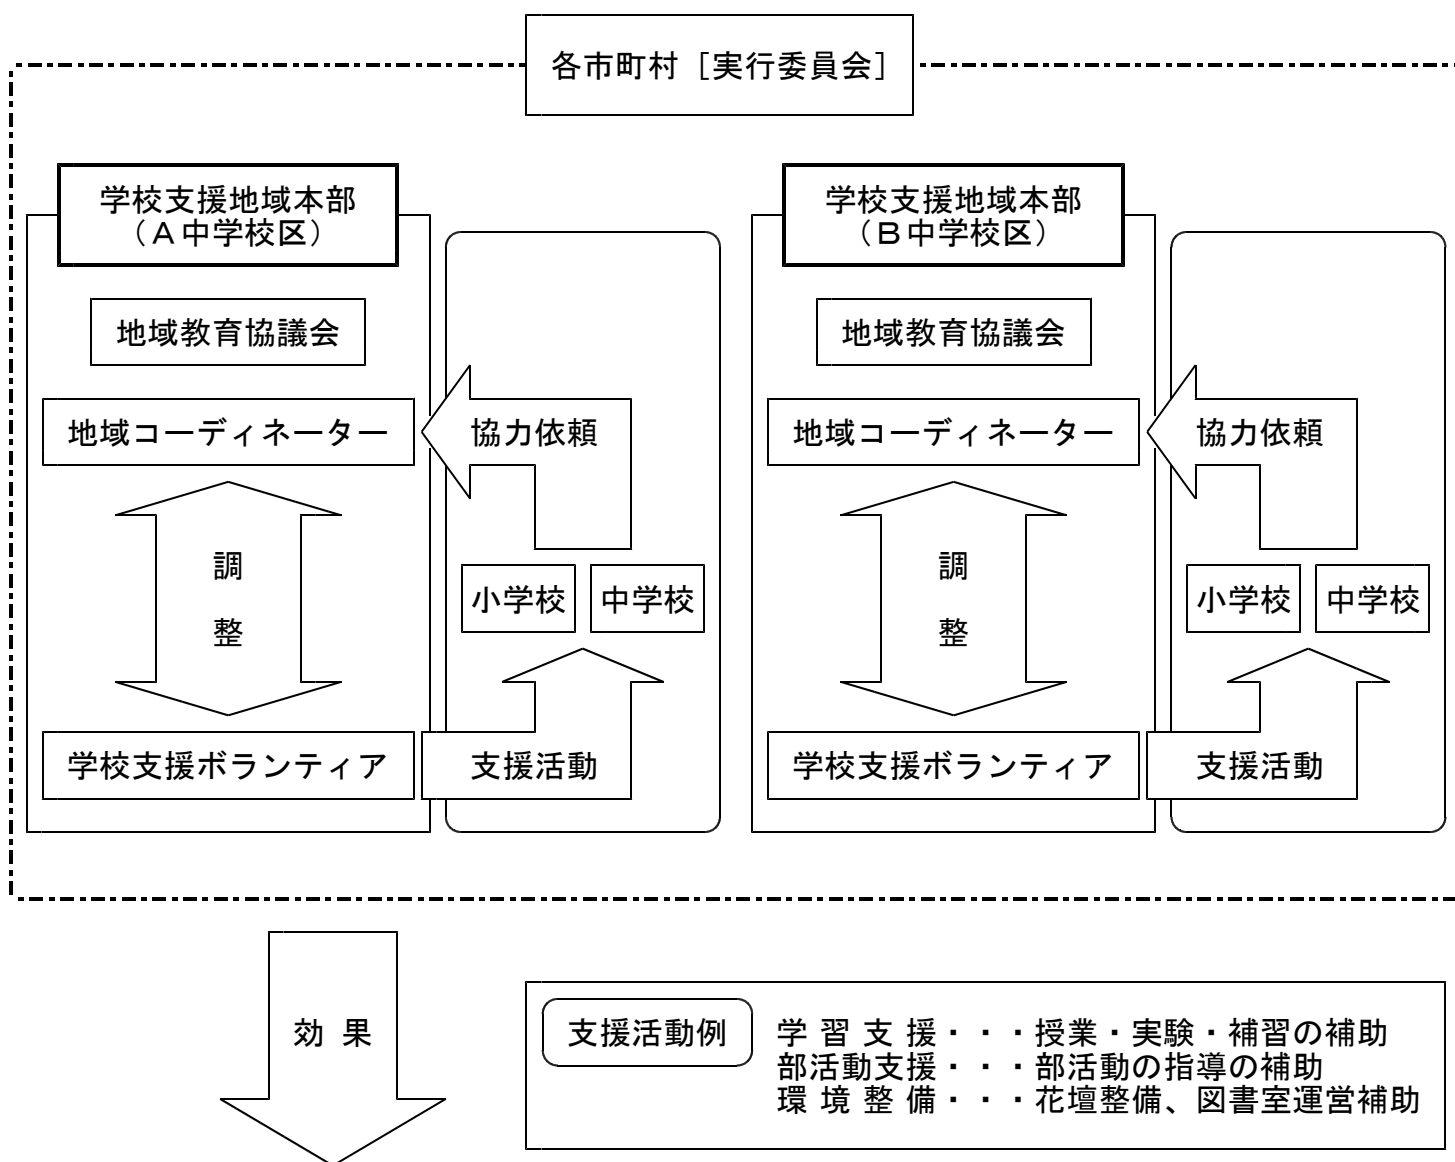 各市町村［実行委員会］
学校支援地域本部
（Ａ中学校区）
地域教育協議会
地域コーディネーター
協力依頼
調
整
小学校
中学校
学校支援ボランティア
支援活動
学校支援地域本部
（Ｂ中学校区）
地域教育協議会
地域コーディネーター
協力依頼
調
整
小学校
中学校
学校支援ボランティア
支援活動
効 果
支援活動例
学 習 支 援・・・授業・実験・補習の補助
部活動支援・・・部活動の指導の補助
環 境 整 備・・・花壇整備、図書室運営補助